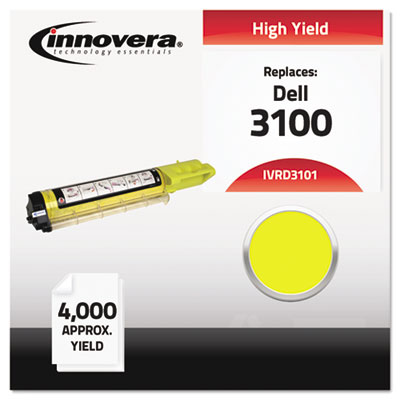 innovera®
technology essentials
High Yield
Replaces:
Dell
3100
IVRD3101
4,000
APPROX.
YIELD